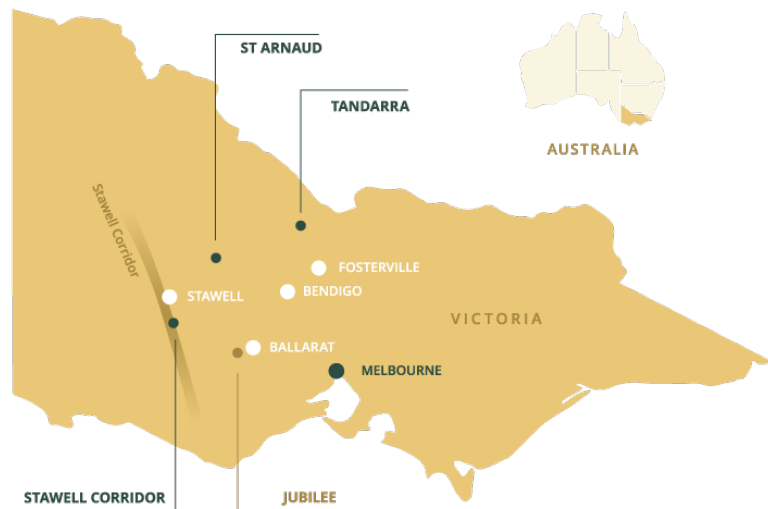 ST ARNAUD
TANDARRA
AUSTRALIA
Stawell Corridor
FOSTERVILLE
BENDIGO
STAWELL
VICTORIA
BALLARAT
MELBOURNE
STAWELL CORRIDOR
JUBILEE